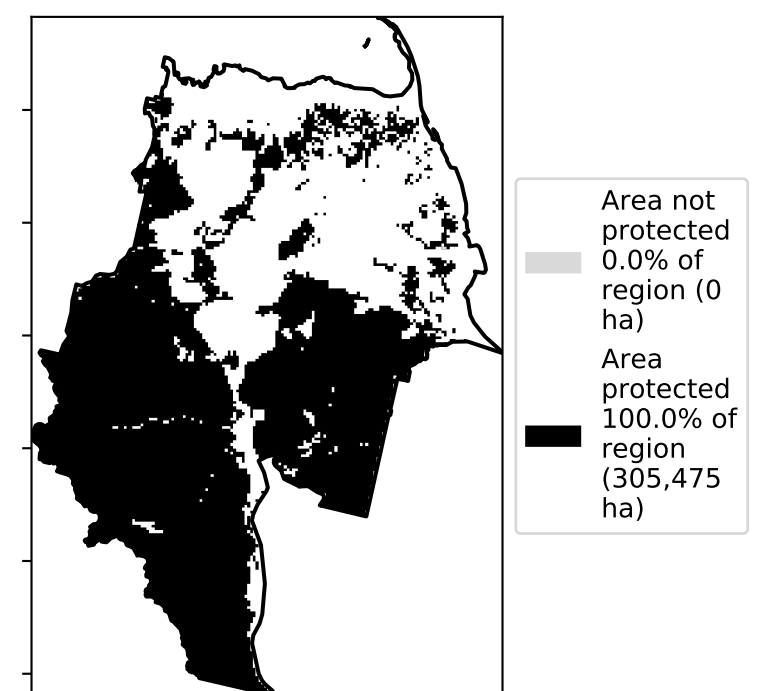 Area not
protected
0.0% of
region (0
ha)
Area
protected
100.0% of
region
(305,475
ha)